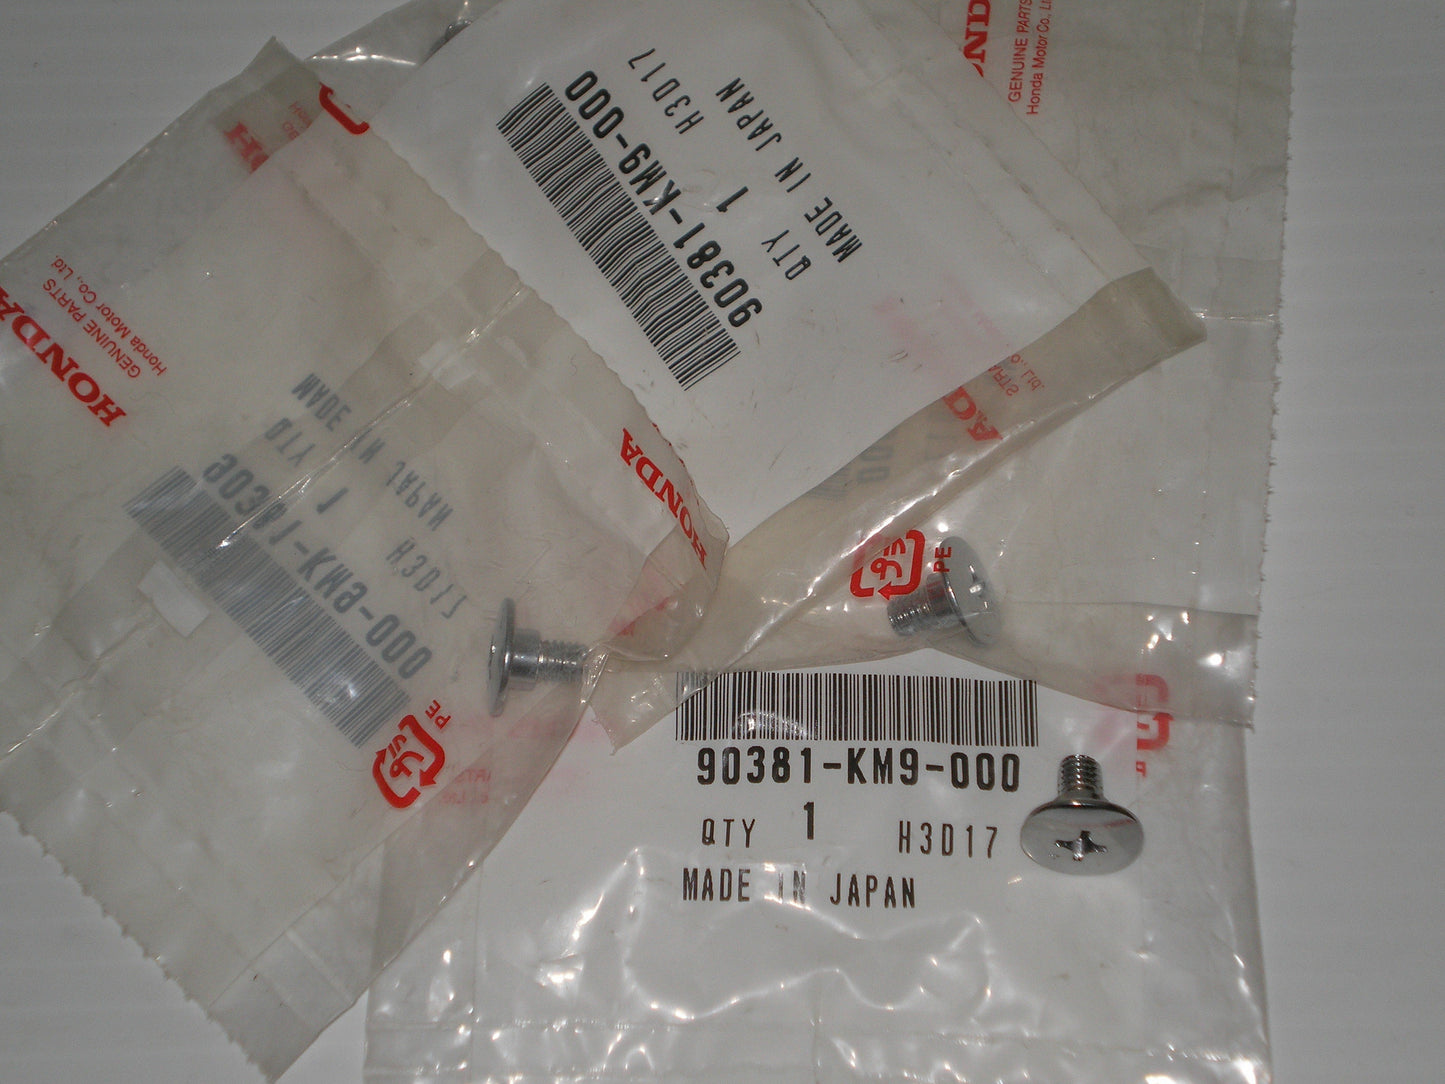 HONDA
GENUINE PARTS
Honda Motor Co., Ltd.
90381-KM9-000
QTY 1 H3D17
MADE IN JAPAN
GENUINE PARTS
Honda Motor Co., Lt
HONDA
MADE IN JAPAN
QTY 1 H3D17
90381-KM9-000
PE
HONDA
PE
90381-KM9-000
QTY 1 H3D17
MADE IN JAPAN